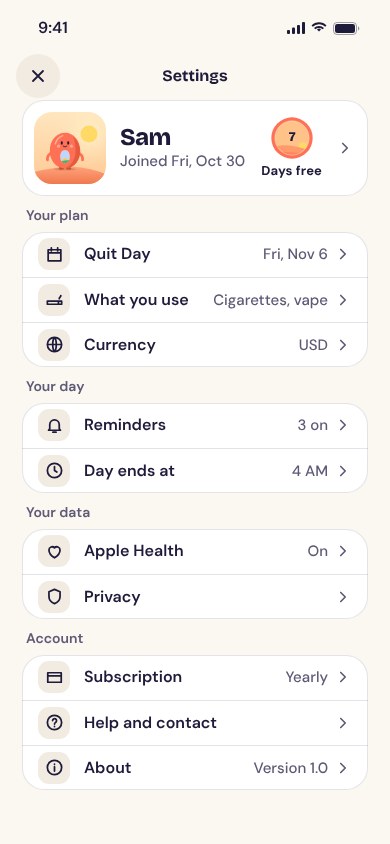 9:41
Settings
Sam
Joined Fri, Oct 30
7
Days free
Your plan
Quit Day
Fri, Nov 6
What you use
Cigarettes, vape
Currency
USD
Your day
Reminders
3 on
Day ends at
4 AM
Your data
Apple Health
On
Privacy
Account
Subscription
Yearly
Help and contact
About
Version 1.0